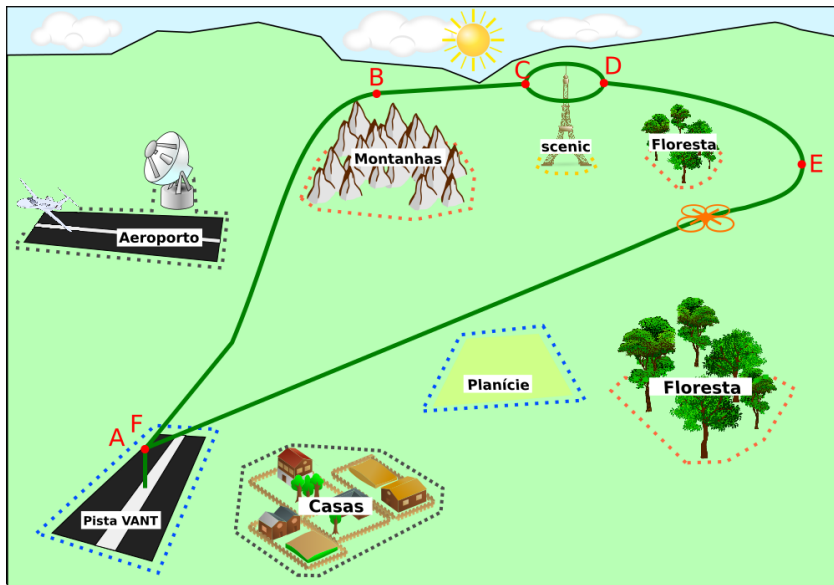 B
C
D
scenic
Floresta
Montanhas
E
Aeroporto
Planície
Floresta
F
A
Casas
Pista VANT